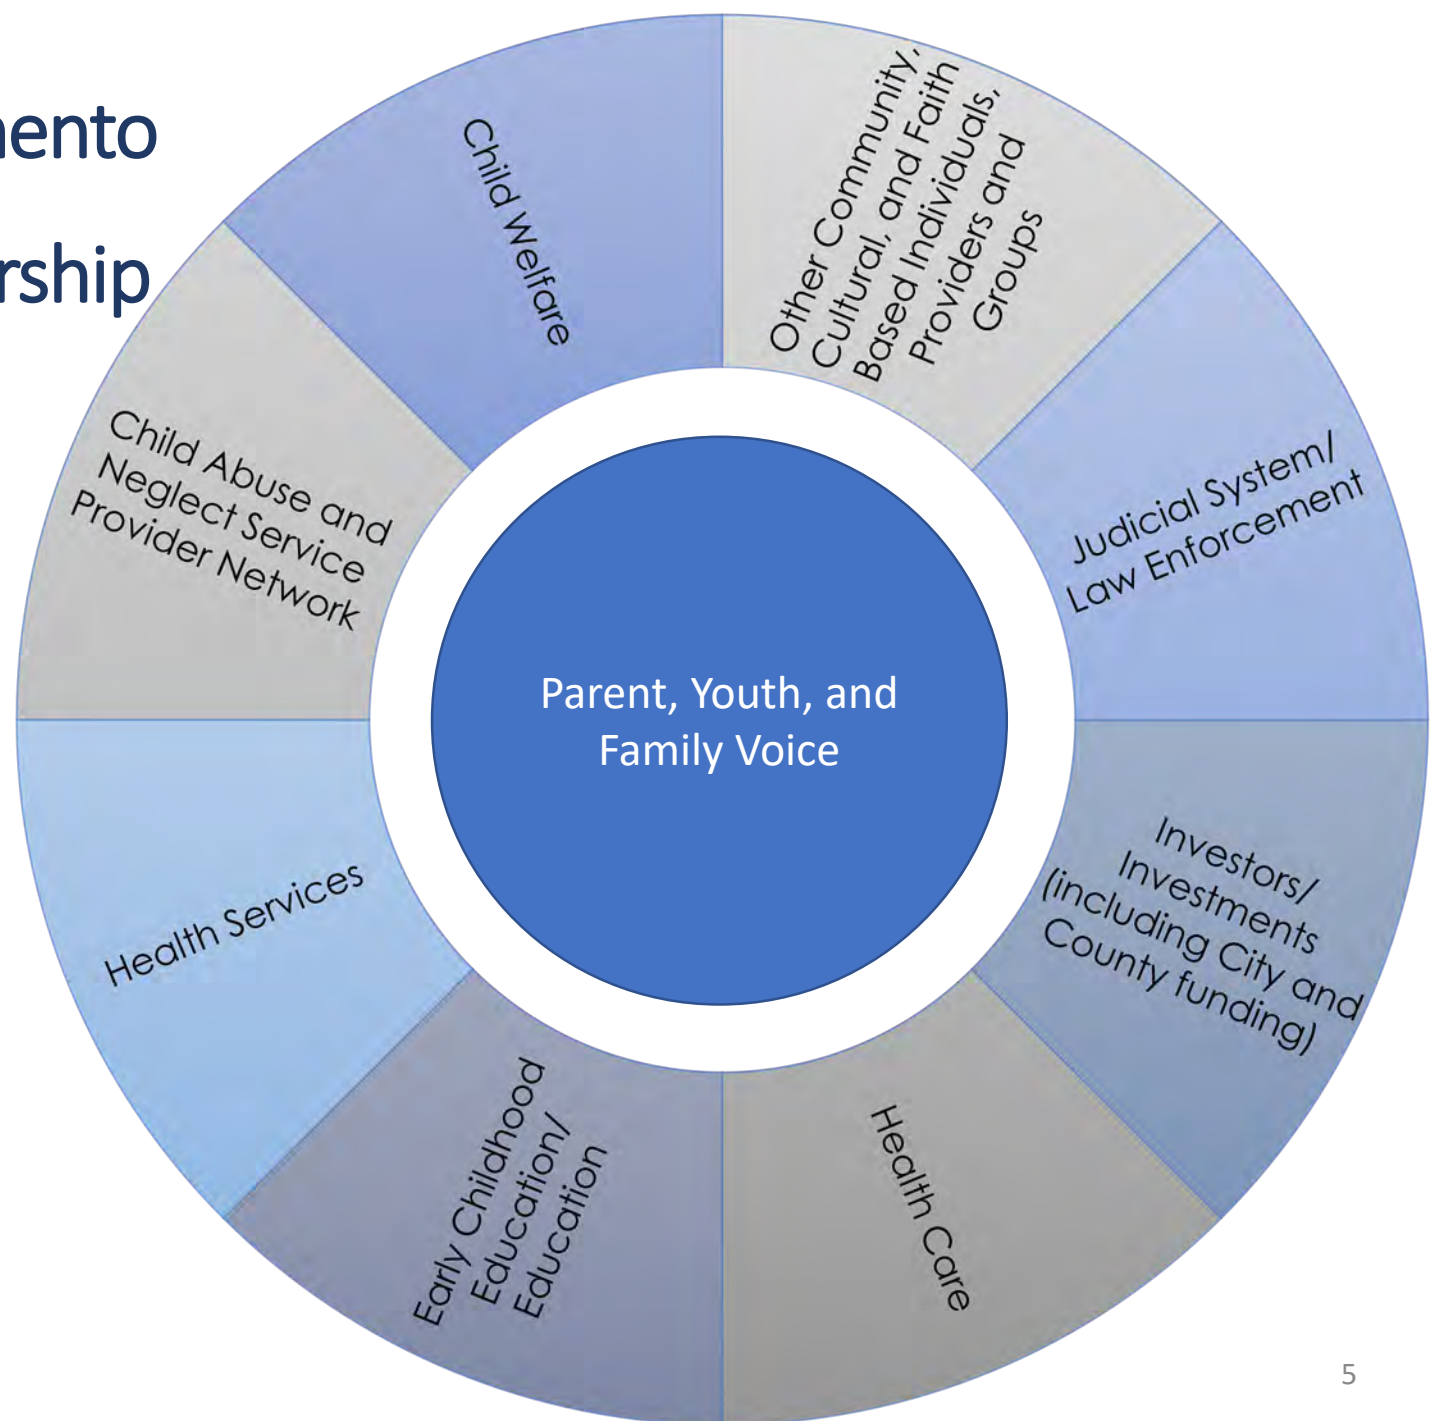 mento
ership
Other Community,
Cultural, and Faith
Based Individuals,
Providers and
Groups
Judicial System/
Law Enforcement
Investors/
Investments
(including City and
County funding)
Health Care
Early Childhood
Education/
Education
Health Services
Child Abuse and
Neglect Service
Provider Network
Child Welfare
Parent, Youth, and
Family Voice
5